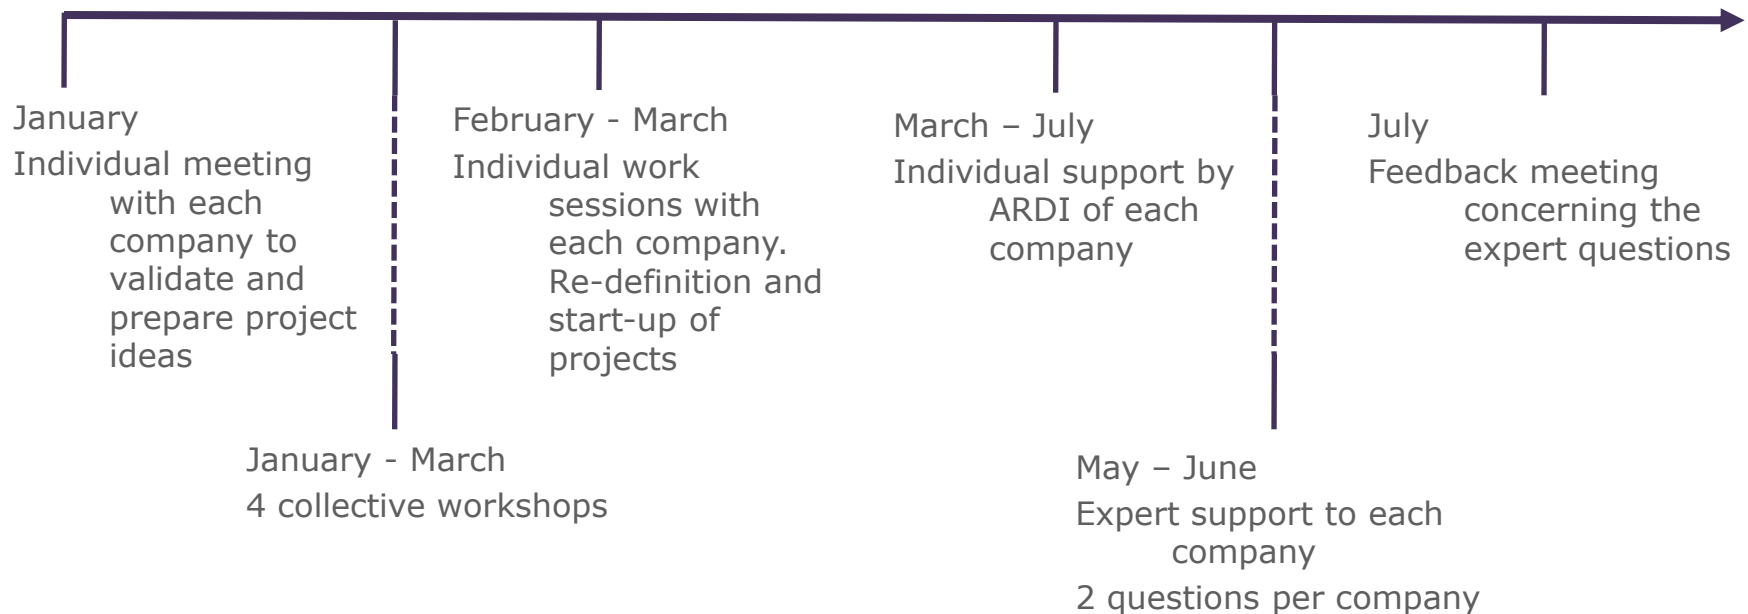 January
Individual meeting
with each
company to
validate and
prepare project
ideas
January - March
4 collective workshops
February - March
Individual work
sessions with
each company.
Re-definition and
start-up of
projects
March – July
Individual support by
ARDI of each
company
May – June
Expert support to each
company
2 questions per company
July
Feedback meeting
concerning the
expert questions